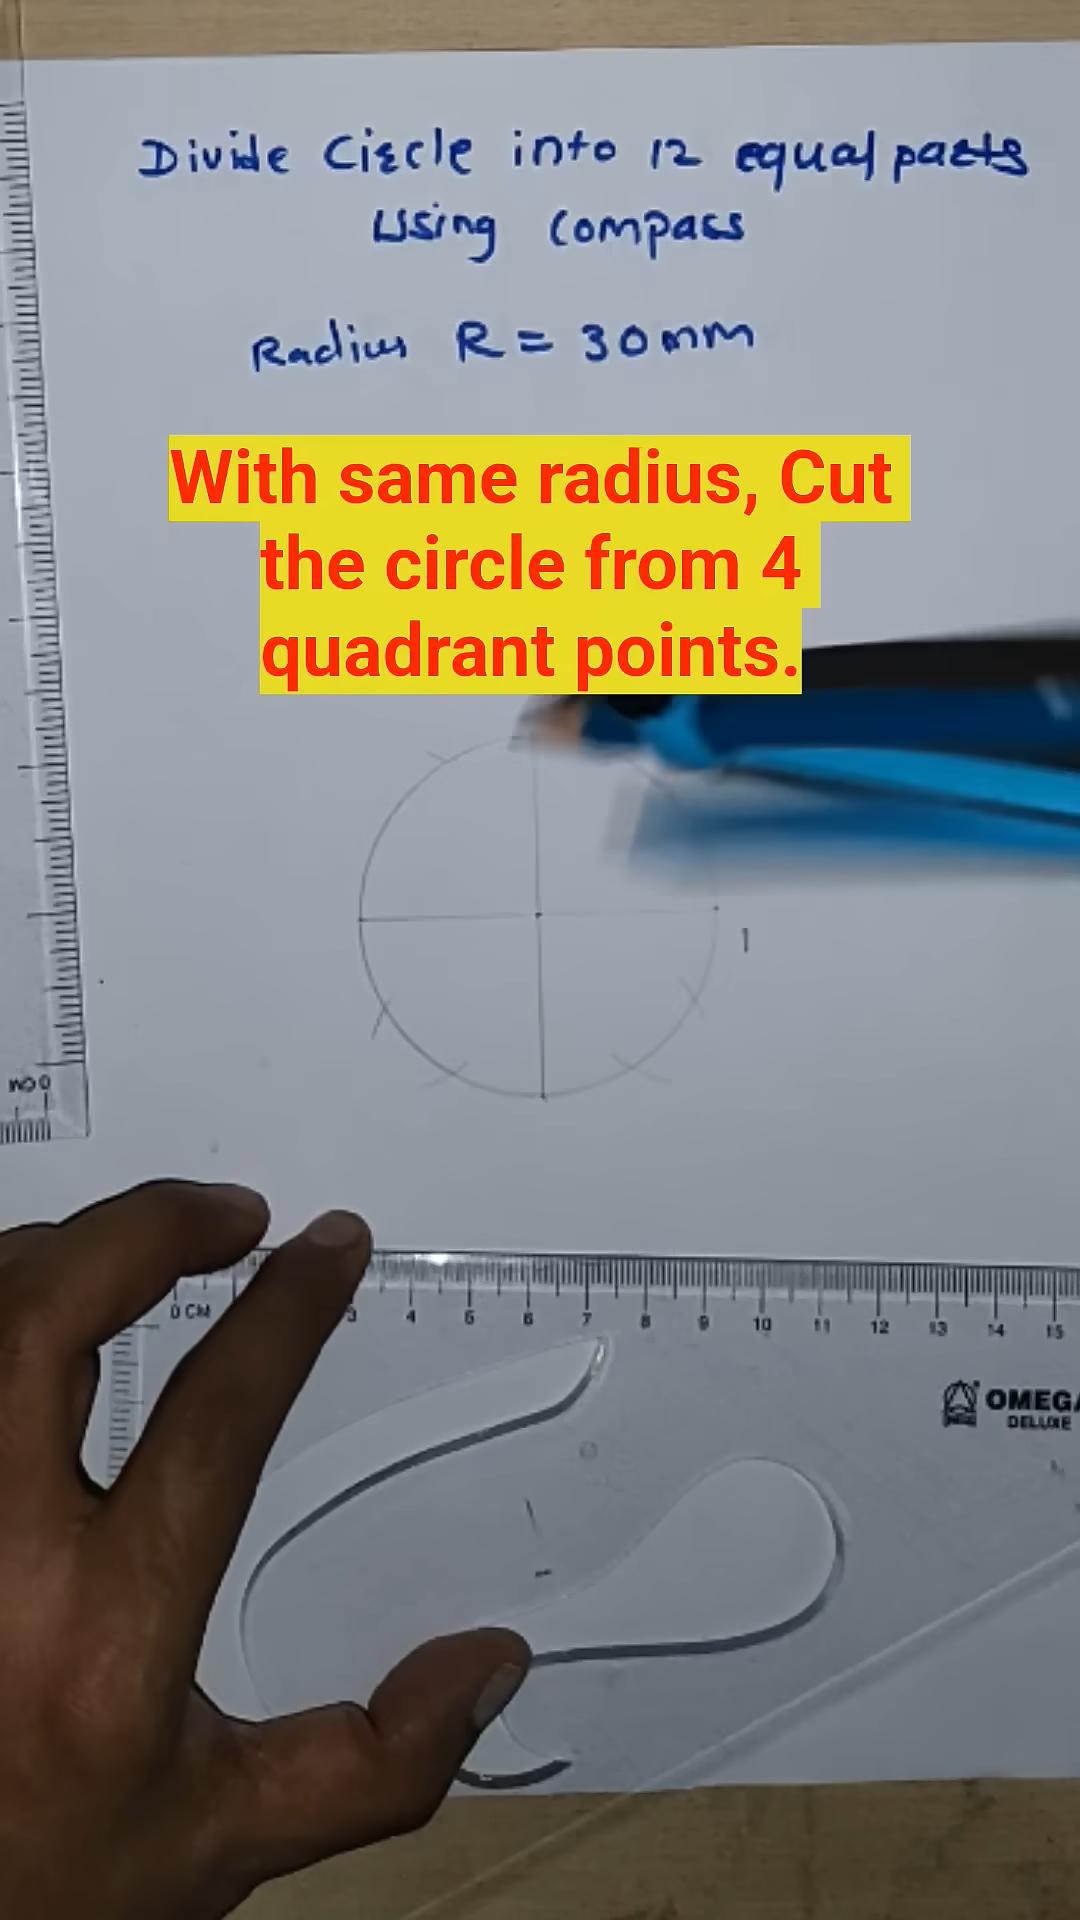 Divide Circle into 12 equal parts
Using Compass
Radius R = 30mm
With same radius, Cut
the circle from 4
quadrant points.
1
0 CM
0 CM
3 4 5 6 7 8 9 10 11 12 13 14 15
OMEGA
DELUXE